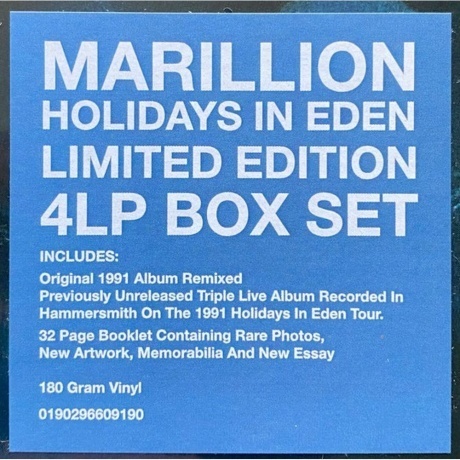 MARILLION
HOLIDAYS IN EDEN
LIMITED EDITION
4LP BOX SET
INCLUDES:
Original 1991 Album Remixed
Previously Unreleased Triple Live Album Recorded In
Hammersmith On The 1991 Holidays In Eden Tour.
32 Page Booklet Containing Rare Photos,
New Artwork, Memorabilia And New Essay
180 Gram Vinyl
0190296609190